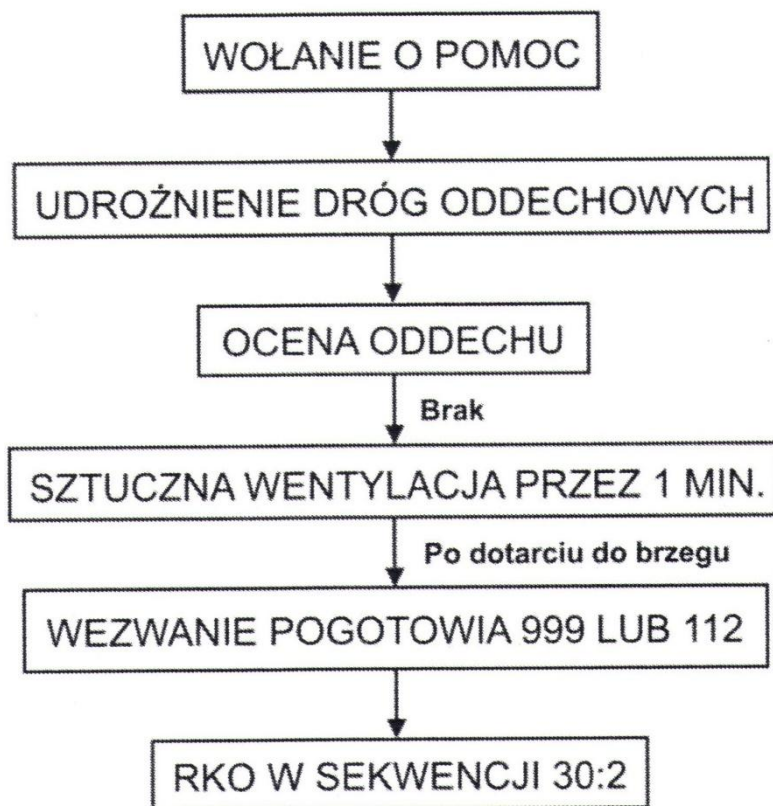 WOŁANIE O POMOC
UDROŻNIENIE DRÓG ODDECHOWYCH
OCENA ODDECHU
Brak
SZTUCZNA WENTYLACJA PRZEZ 1 MIN.
Po dotarciu do brzegu
WEZWANIE POGOTOWIA 999 LUB 112
RKO W SEKWENCJI 30:2